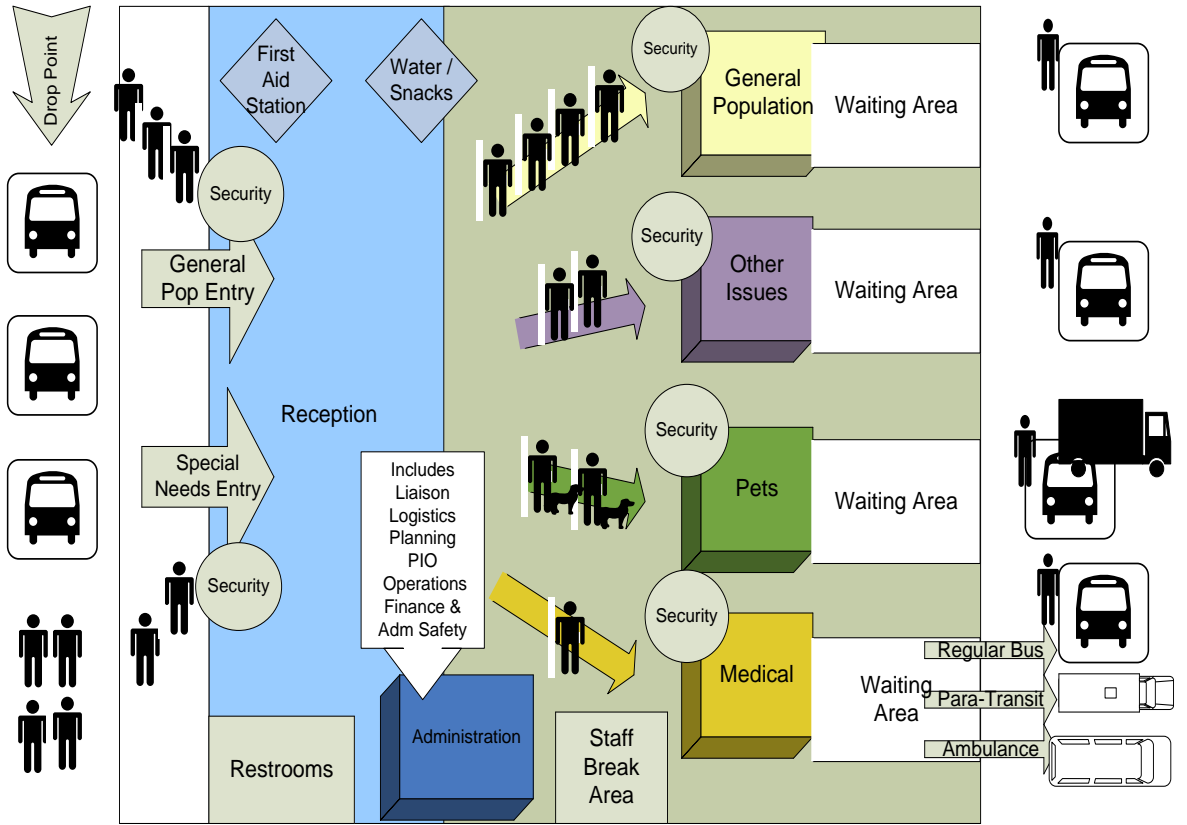 Drop Point
First
Aid
Station
Water /
Snacks
Security
General
Population
Waiting Area
Security
General
Pop Entry
Security
Other
Issues
Waiting Area
Reception
Special
Needs Entry
Security
Includes
Liaison
Logistics
Planning
PIO
Operations
Finance &
Adm Safety
Security
Pets
Waiting Area
Security
Medical
Waiting
Area
Regular Bus
Para-Transit
Ambulance
Restrooms
Administration
Staff
Break
Area